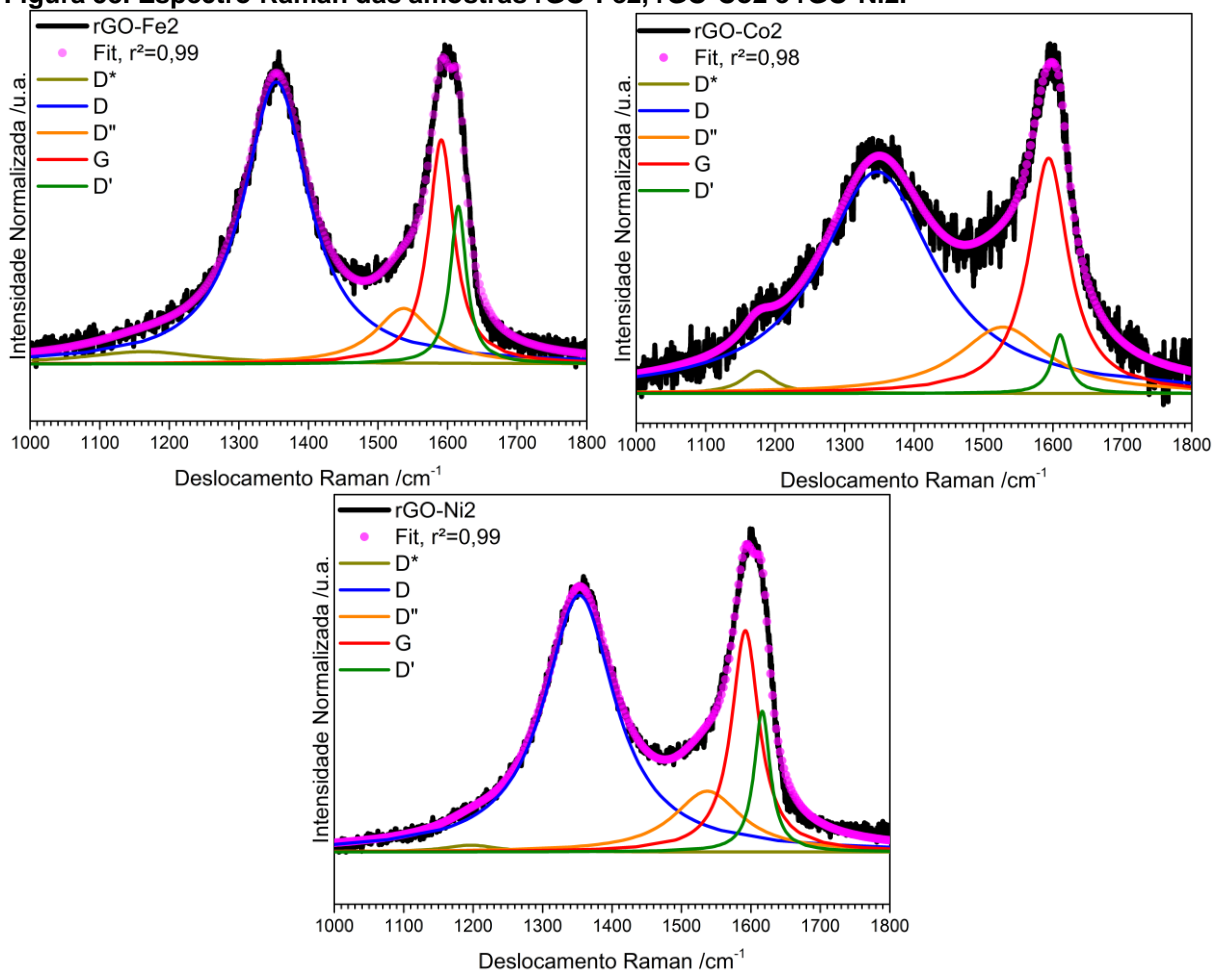 rGO-Fe2
Fit, r²=0,99
D*
D
D"
G
D'
Intensidade Normalizada /u.a.
1000 1100 1200 1300 1400 1500 1600 1700 1800
Deslocamento Raman /cm⁻¹
rGO-Co2
Fit, r²=0,98
D*
D
D"
G
D'
Intensidade Normalizada /u.a.
1000 1100 1200 1300 1400 1500 1600 1700 1800
Deslocamento Raman /cm⁻¹
rGO-Ni2
Fit, r²=0,99
D*
D
D"
G
D'
Intensidade Normalizada /u.a.
1000 1100 1200 1300 1400 1500 1600 1700 1800
Deslocamento Raman /cm⁻¹